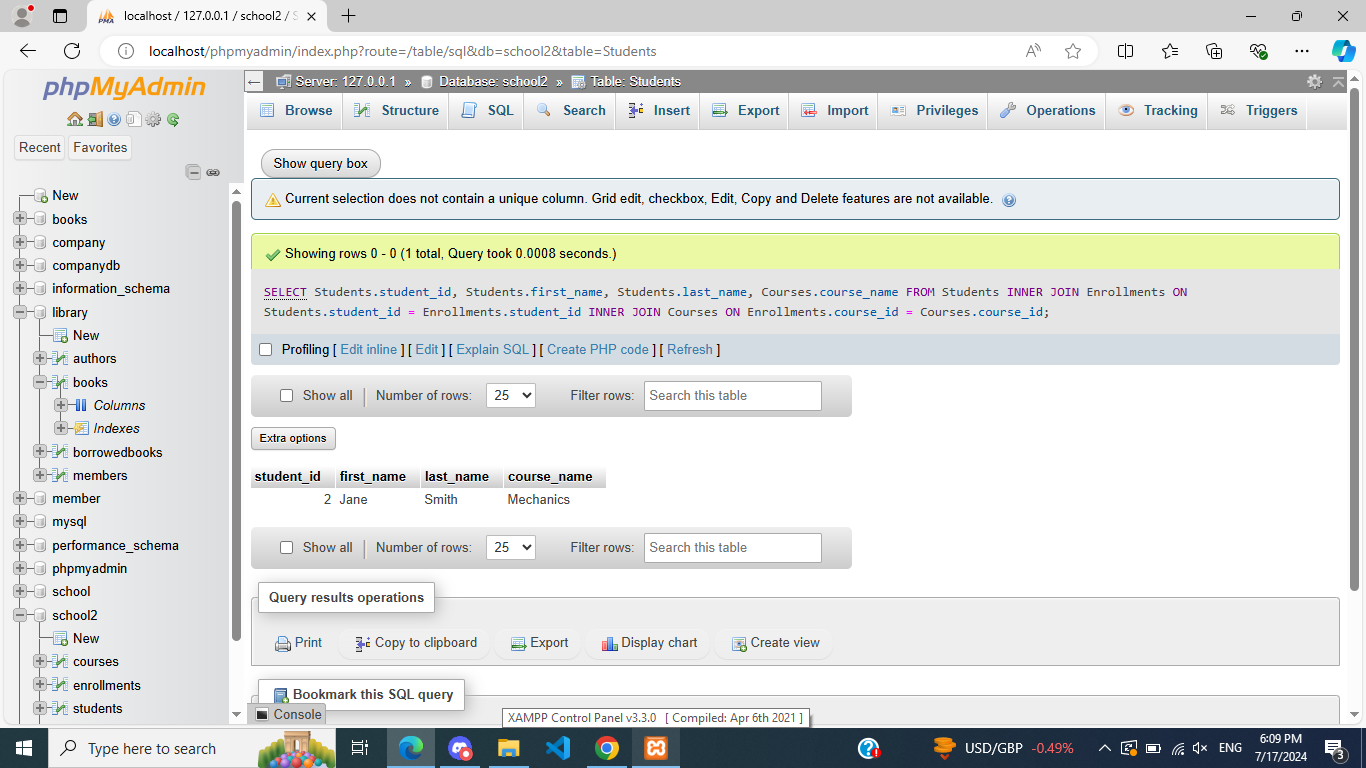 localhost / 127.0.0.1 / school2 / S
localhost/phpmyadmin/index.php?route=/table/sql&db=school2&table=Students
phpMyAdmin
Recent Favorites
New
books
company
companydb
information_schema
library
New
authors
books
Columns
Indexes
borrowedbooks
members
member
mysql
performance_schema
phpmyadmin
school
school2
New
courses
enrollments
students
Server: 127.0.0.1 » Database: school2 » Table: Students
Browse Structure SQL Search Insert Export Import Privileges Operations Tracking Triggers
Show query box
Current selection does not contain a unique column. Grid edit, checkbox, Edit, Copy and Delete features are not available.
Showing rows 0 - 0 (1 total, Query took 0.0008 seconds.)
SELECT Students.student_id, Students.first_name, Students.last_name, Courses.course_name FROM Students INNER JOIN Enrollments ON
Students.student_id = Enrollments.student_id INNER JOIN Courses ON Enrollments.course_id = Courses.course_id;
Profiling [ Edit inline ] [ Edit ] [ Explain SQL ] [ Create PHP code ] [ Refresh ]
Show all Number of rows: 25 Filter rows: Search this table
Extra options
student_id first_name last_name course_name
2 Jane Smith Mechanics
Show all Number of rows: 25 Filter rows: Search this table
Query results operations
Print Copy to clipboard Export Display chart Create view
Bookmark this SQL query
Console
XAMPP Control Panel v3.3.0 [ Compiled: Apr 6th 2021 ]
Type here to search
USD/GBP -0.49%
ENG
6:09 PM
7/17/2024
3